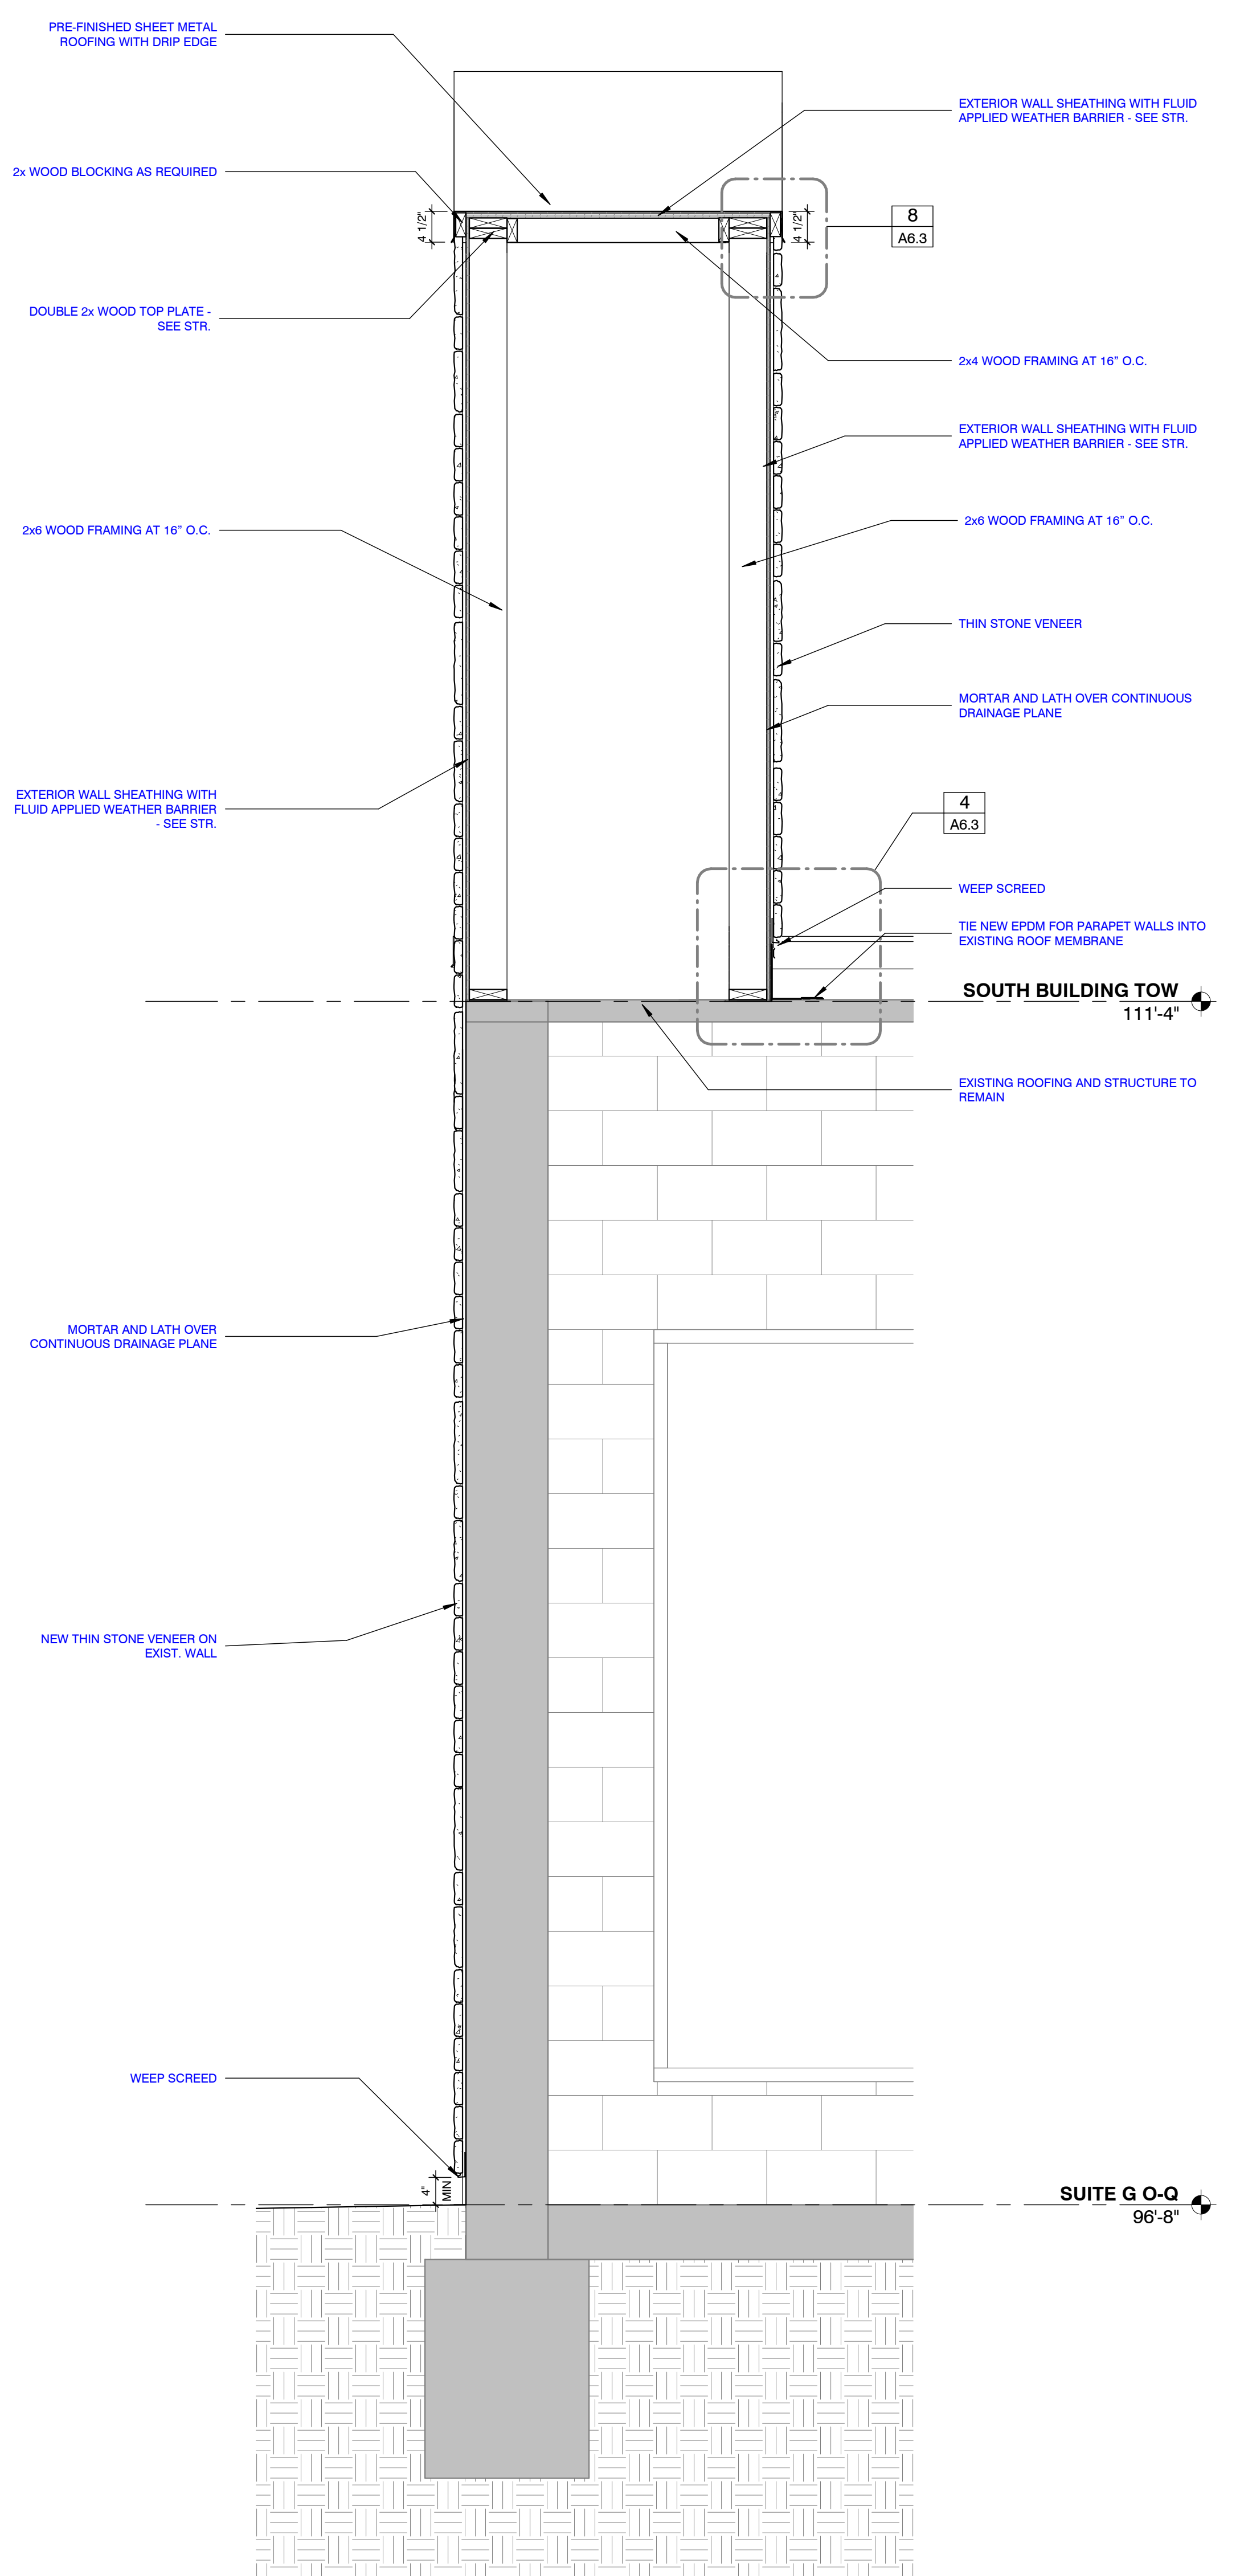 PRE-FINISHED SHEET METAL
ROOFING WITH DRIP EDGE
EXTERIOR WALL SHEATHING WITH FLUID
APPLIED WEATHER BARRIER - SEE STR.
2x WOOD BLOCKING AS REQUIRED
4 1/2"
4 1/2"
8
A6.3
DOUBLE 2x WOOD TOP PLATE -
SEE STR.
2x4 WOOD FRAMING AT 16” O.C.
EXTERIOR WALL SHEATHING WITH FLUID
APPLIED WEATHER BARRIER - SEE STR.
2x6 WOOD FRAMING AT 16” O.C.
2x6 WOOD FRAMING AT 16” O.C.
THIN STONE VENEER
MORTAR AND LATH OVER CONTINUOUS
DRAINAGE PLANE
EXTERIOR WALL SHEATHING WITH
FLUID APPLIED WEATHER BARRIER
- SEE STR.
4
A6.3
WEEP SCREED
TIE NEW EPDM FOR PARAPET WALLS INTO
EXISTING ROOF MEMBRANE
SOUTH BUILDING TOW
111'-4"
EXISTING ROOFING AND STRUCTURE TO
REMAIN
MORTAR AND LATH OVER
CONTINUOUS DRAINAGE PLANE
NEW THIN STONE VENEER ON
EXIST. WALL
WEEP SCREED
4"
MIN
SUITE G O-Q
96'-8"